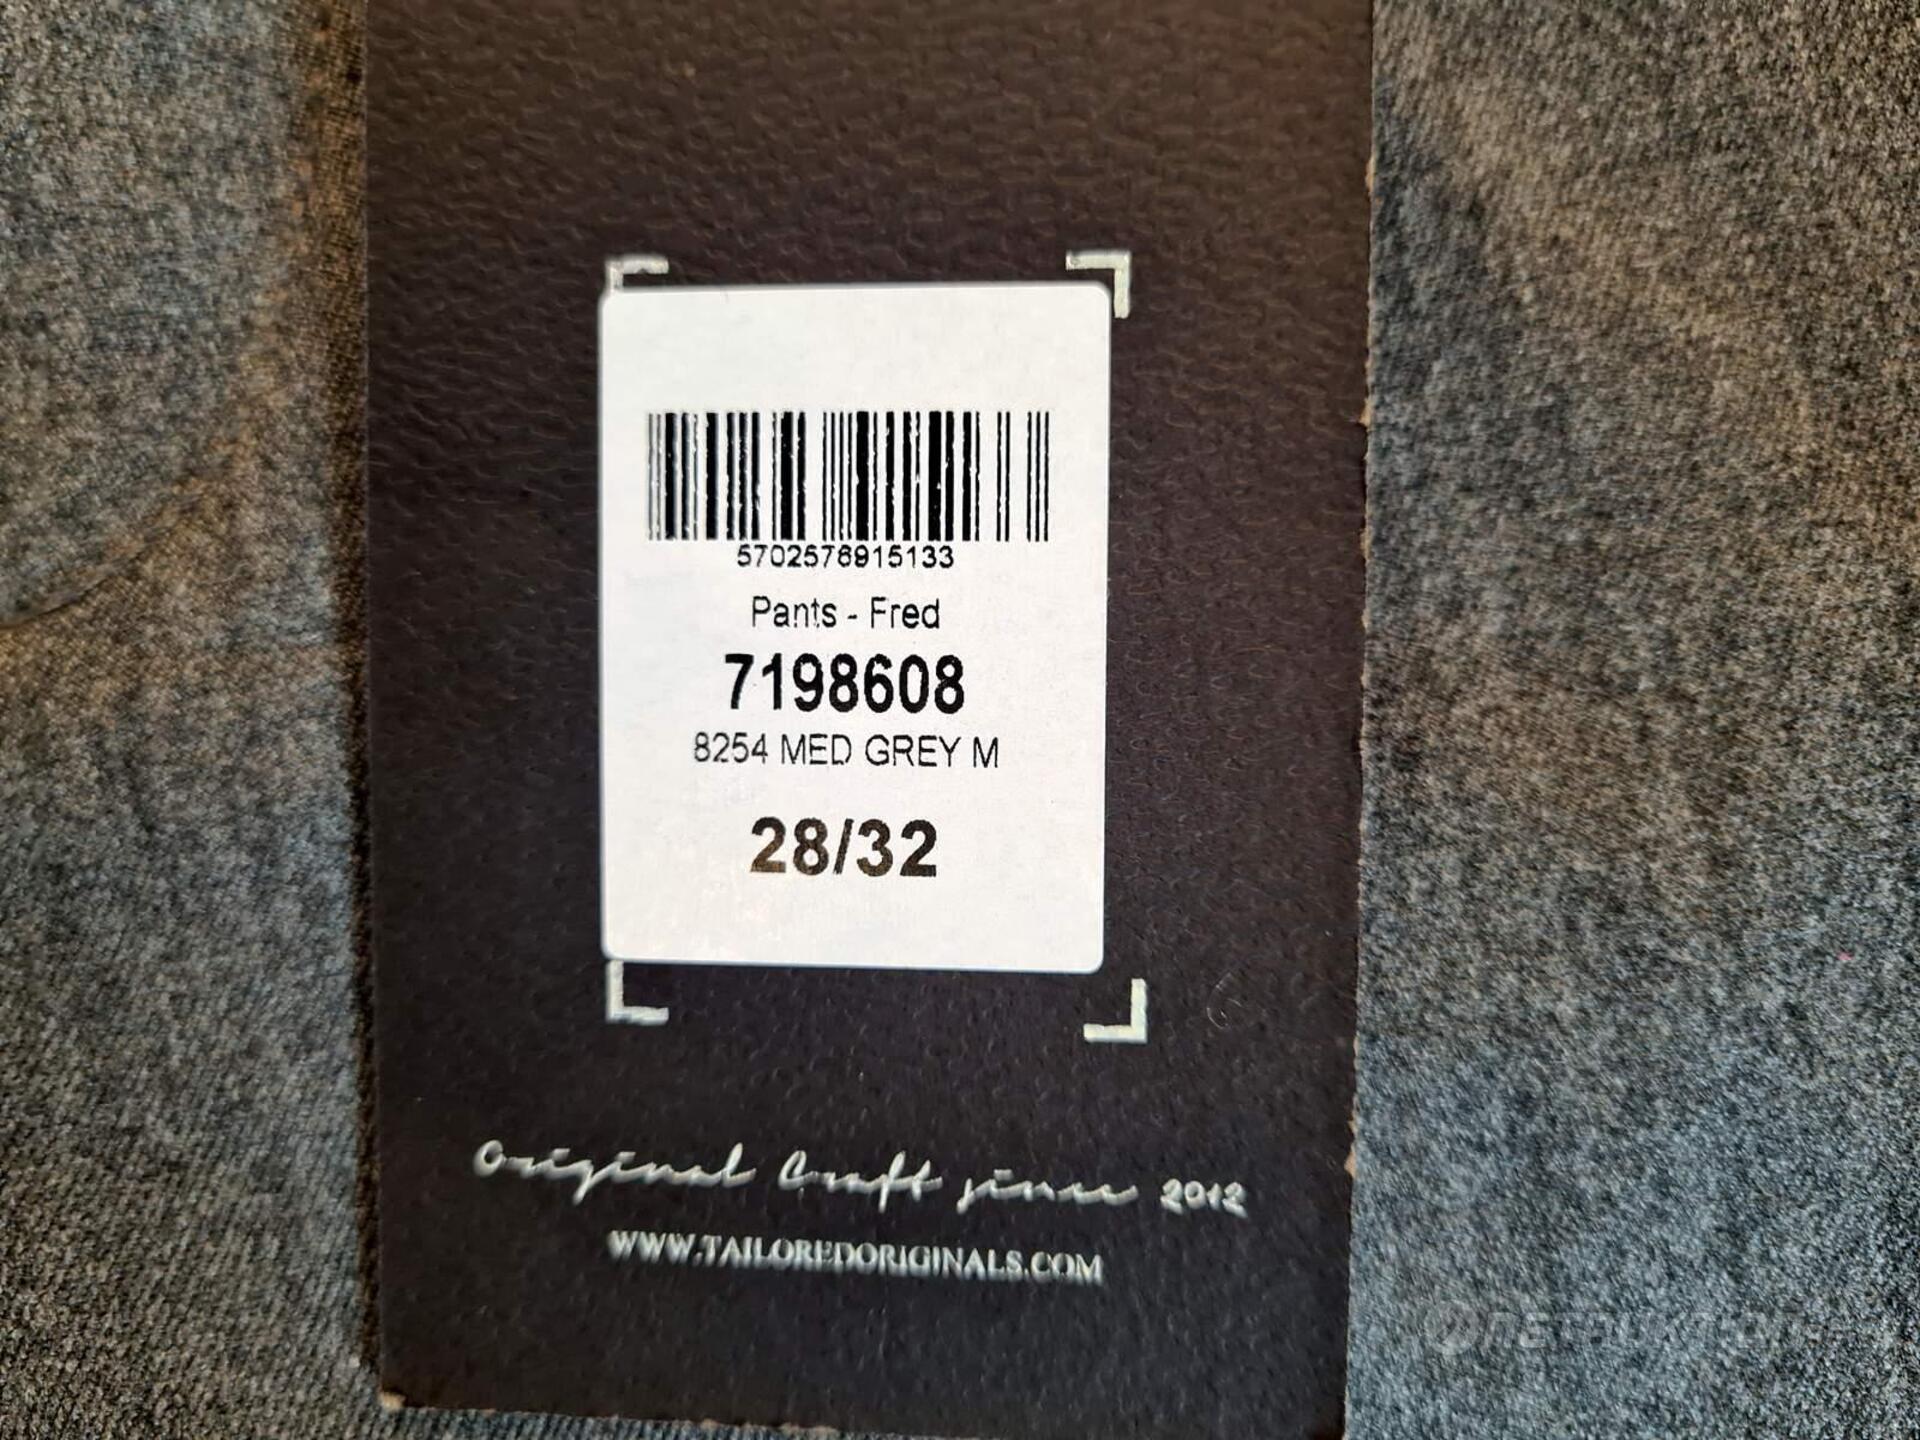 5702576915133
Pants - Fred
7198608
8254 MED GREY M
28/32
Original Craft since 2012
WWW.TAILOREDORIGINALS.COM